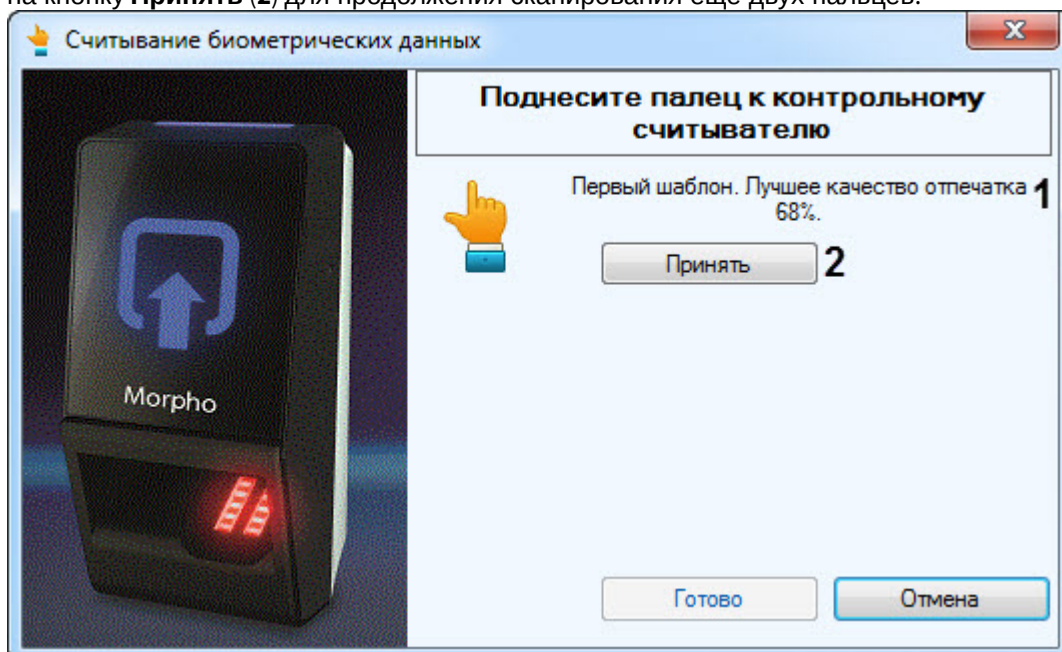 на кнопку Принять (2) для продолжения сканирования еще двух пальцев.
Считывание биометрических данных
Поднесите палец к контрольному
считывателю
Первый шаблон. Лучшее качество отпечатка 1
68%.
Принять 2
Morpho
Готово Отмена